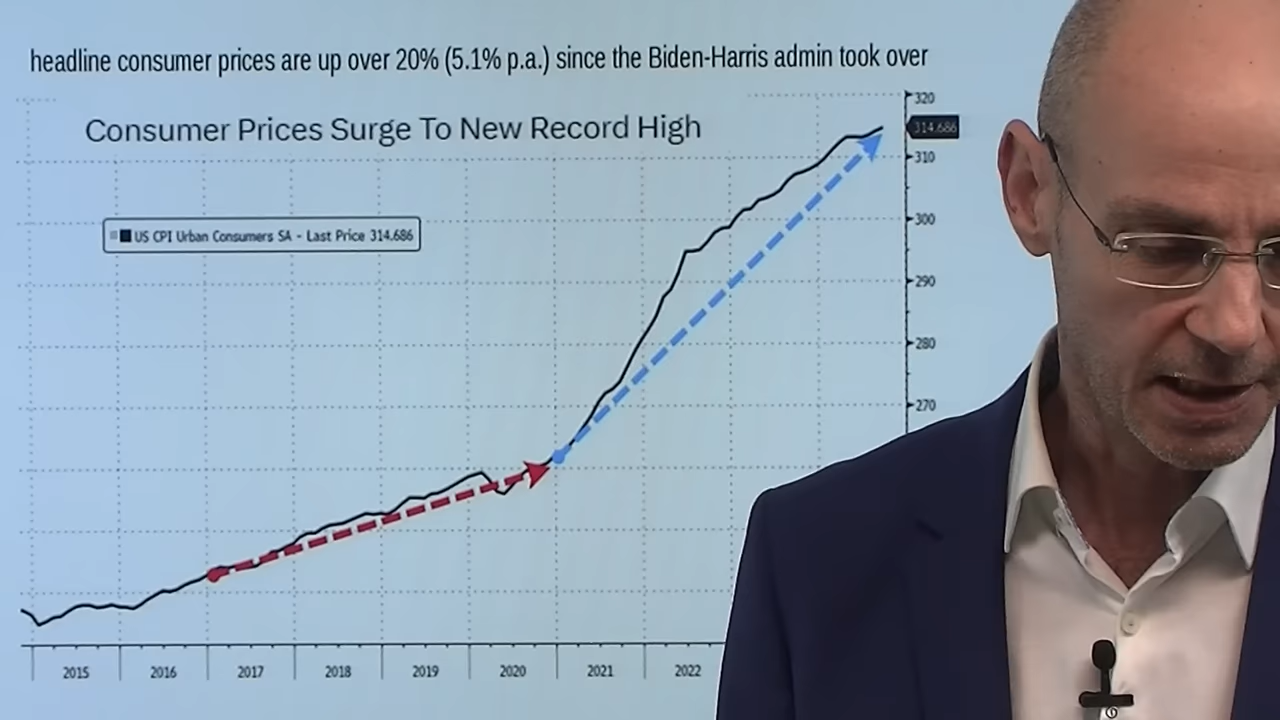 headline consumer prices are up over 20% (5.1% p.a.) since the Biden-Harris admin took over
Consumer Prices Surge To New Record High
320
314.686
310
US CPI Urban Consumers SA - Last Price 314.686
300
290
280
270
2015 2016 2017 2018 2019 2020 2021 2022